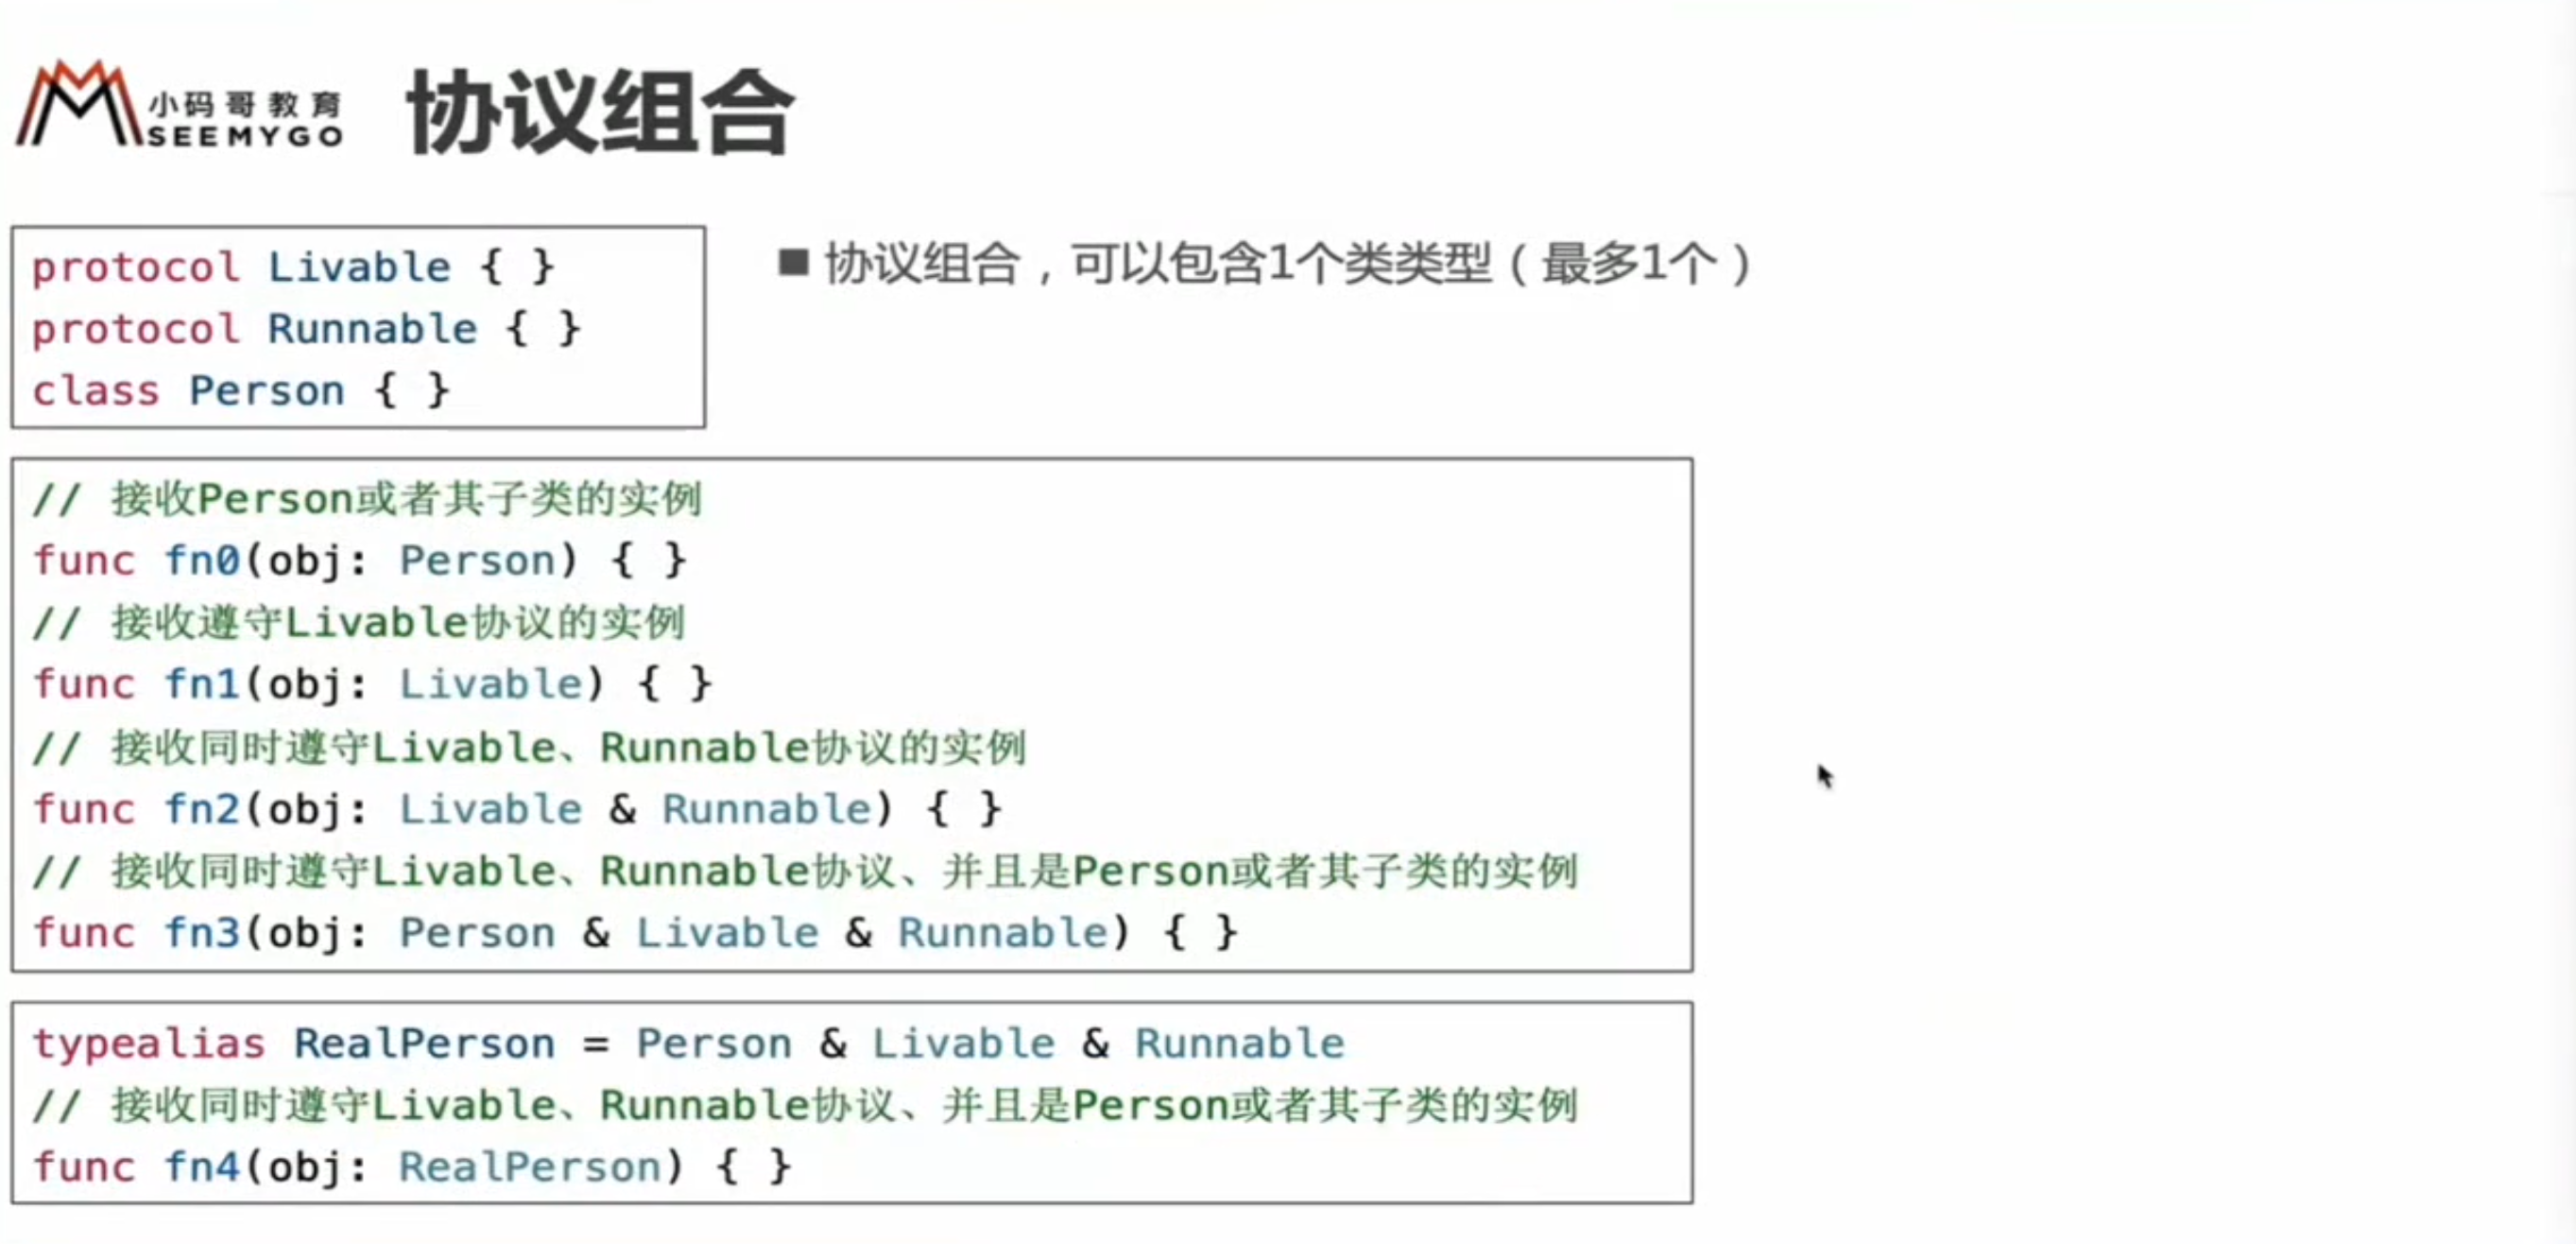 小码哥教育
SEEMYGO
协议组合
protocol Livable { }
protocol Runnable { }
class Person { }
■ 协议组合，可以包含1个类类型（最多1个）
// 接收Person或者其子类的实例
func fn0(obj: Person) { }
// 接收遵守Livable协议的实例
func fn1(obj: Livable) { }
// 接收同时遵守Livable、Runnable协议的实例
func fn2(obj: Livable & Runnable) { }
// 接收同时遵守Livable、Runnable协议、并且是Person或者其子类的实例
func fn3(obj: Person & Livable & Runnable) { }
typealias RealPerson = Person & Livable & Runnable
// 接收同时遵守Livable、Runnable协议、并且是Person或者其子类的实例
func fn4(obj: RealPerson) { }